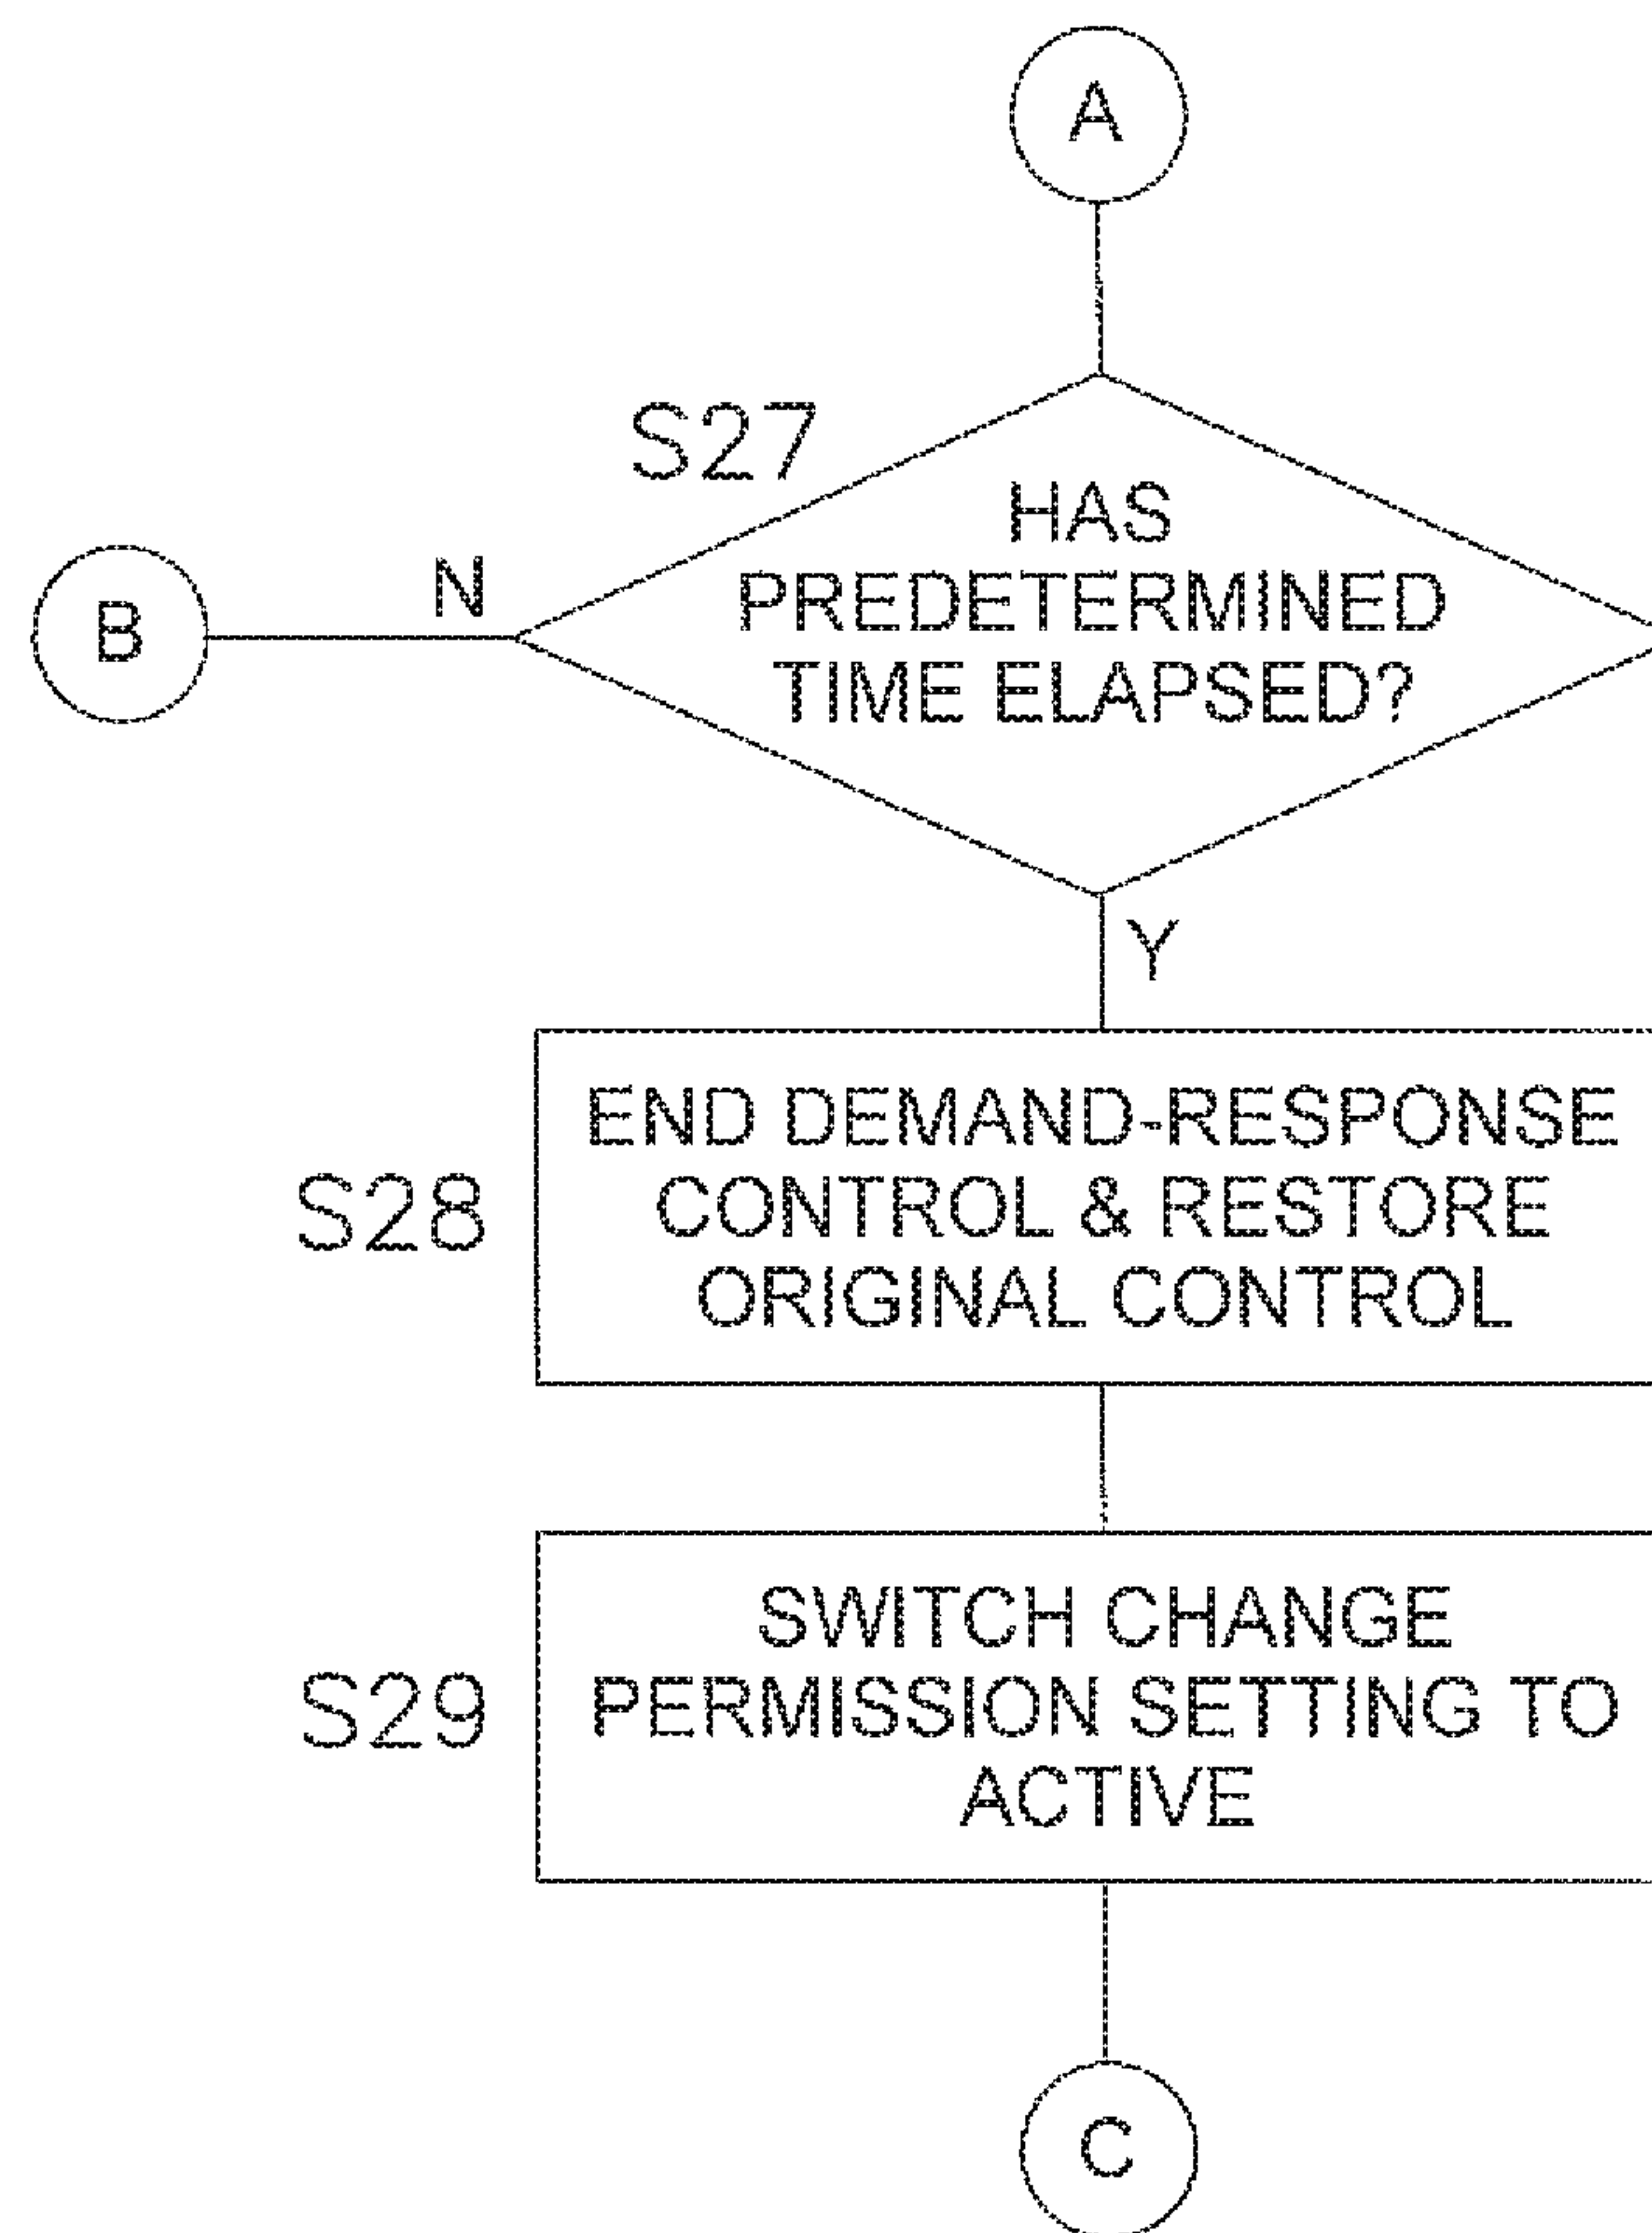 A
S27
HAS
PREDETERMINED
TIME ELAPSED?
N
B
Y
S28
END DEMAND-RESPONSE
CONTROL & RESTORE
ORIGINAL CONTROL
S29
SWITCH CHANGE
PERMISSION SETTING TO
ACTIVE
C